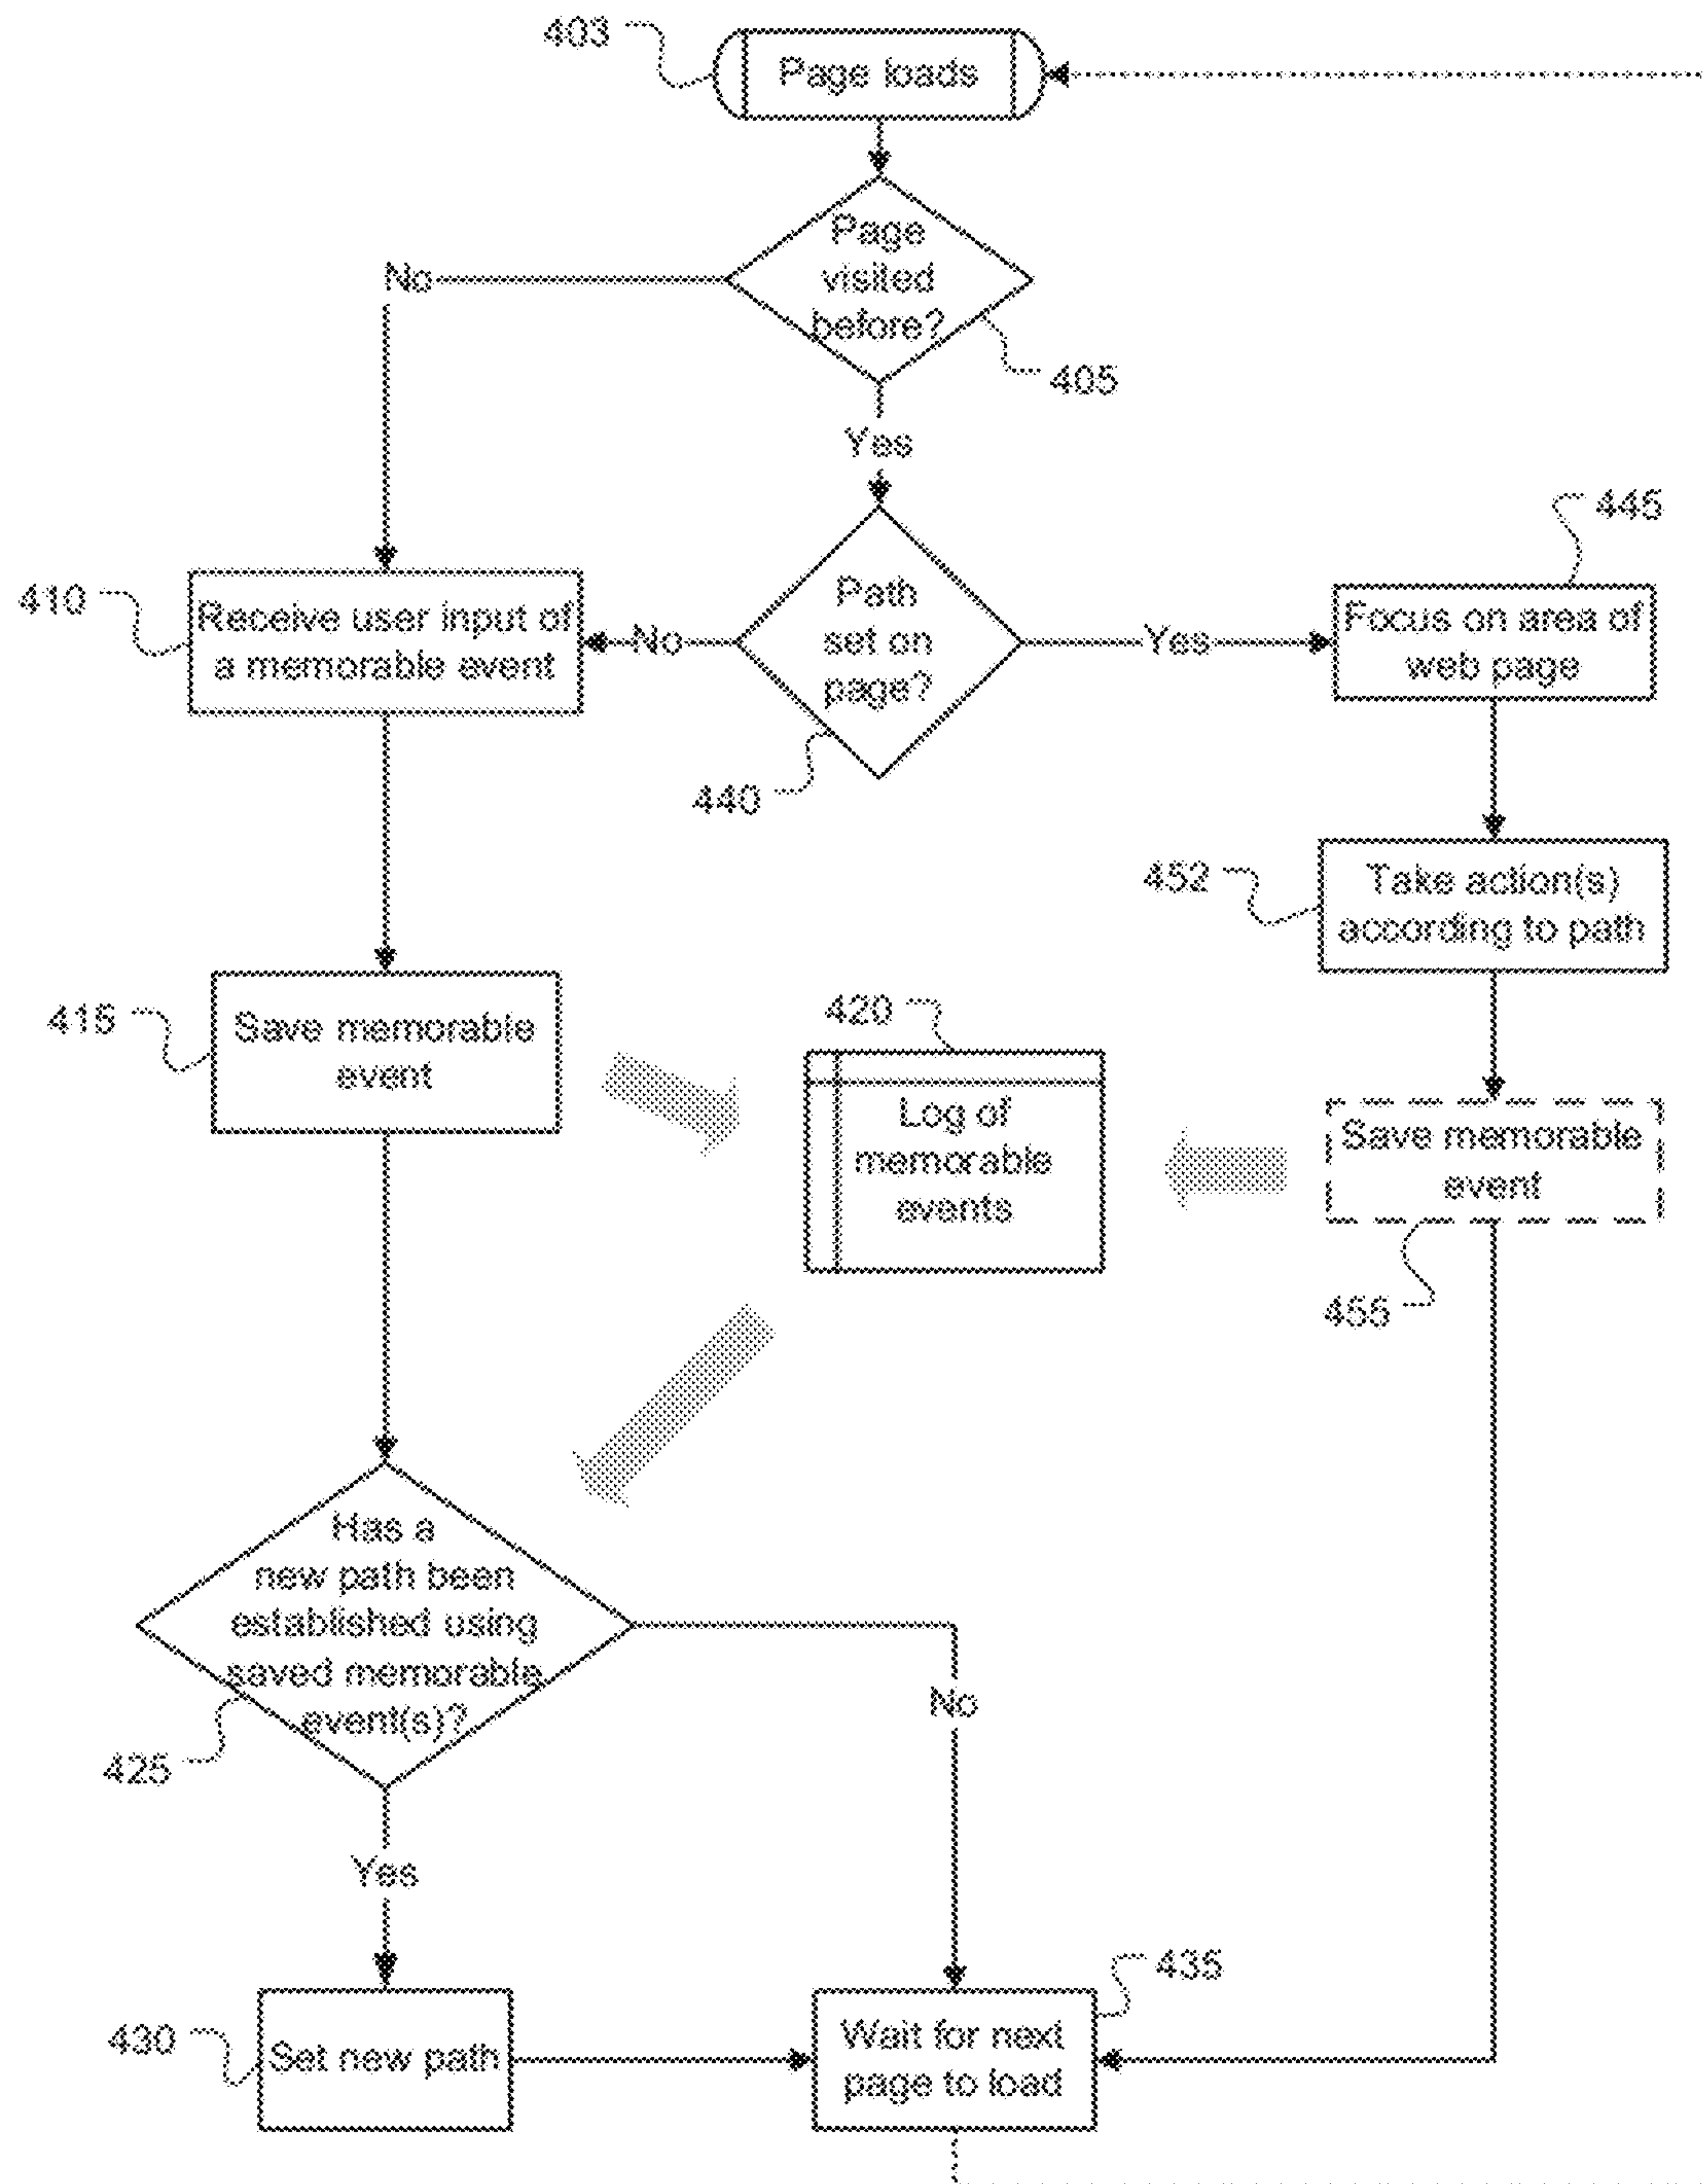 403
Page loads
Page
visited
before?
405
No
Yes
445
410
Receive user input of
a memorable event
No
Path
set on
page?
Yes
Focus on area of
web page
440
452
Take action(s)
according to path
415
Save memorable
event
420
Log of
memorable
events
Save memorable
event
455
Has a
new path been
established using
saved memorable
event(s)?
425
No
Yes
435
430
Set new path
Wait for next
page to load